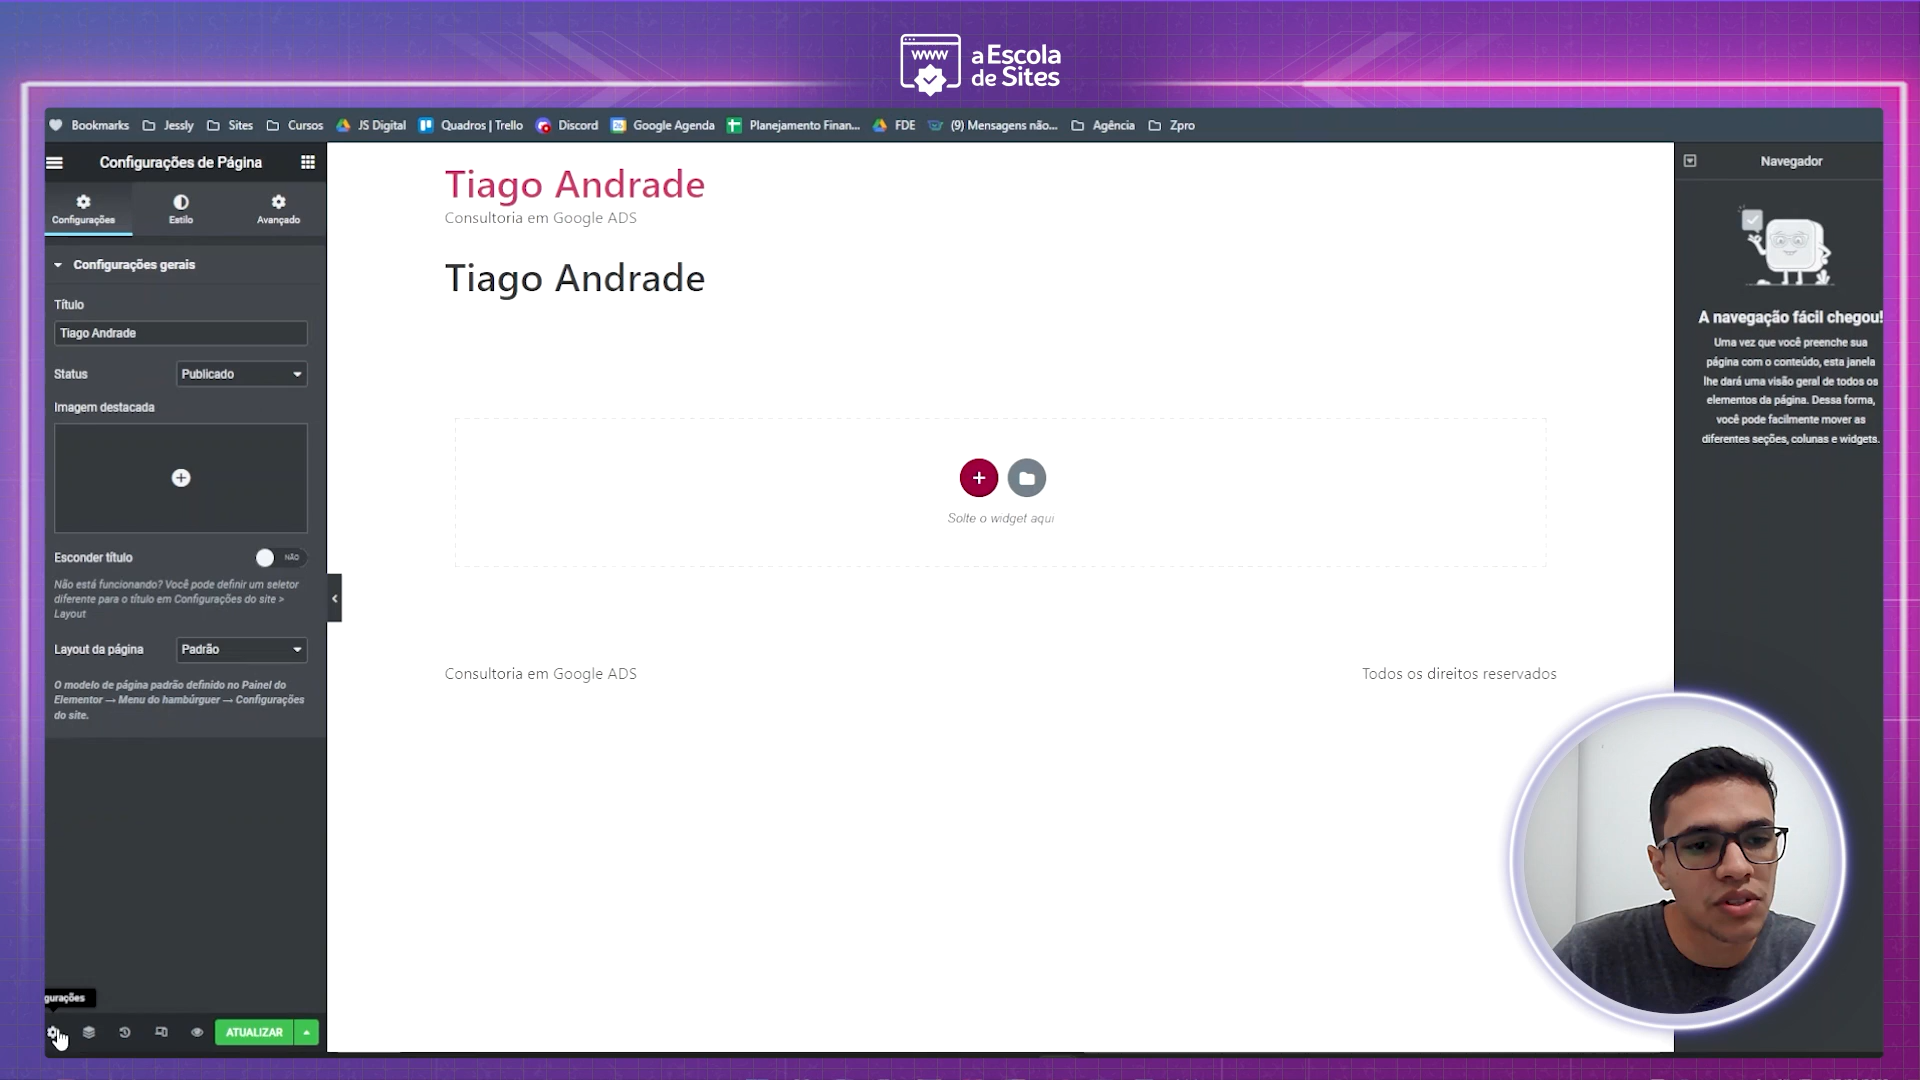 www
a Escola
de Sites
Bookmarks Jessly Sites Cursos JS Digital Quadros | Trello Discord Google Agenda Planejamento Finan... FDE (9) Mensagens não... Agência Zpro
Configurações de Página
Configurações Estilo Avançado
Configurações gerais
Título
Tiago Andrade
Status Publicado
Imagem destacada
Esconder título NÃO
Não está funcionando? Você pode definir um seletor
diferente para o título em Configurações do site >
Layout
Layout da página Padrão
O modelo de página padrão definido no Painel do
Elementor → Menu do hambúrguer → Configurações
do site.
gurações
ATUALIZAR
Tiago Andrade
Consultoria em Google ADS
Tiago Andrade
Solte o widget aqui
Consultoria em Google ADS
Todos os direitos reservados
Navegador
A navegação fácil chegou!
Uma vez que você preenche sua
página com o conteúdo, esta janela
lhe dará uma visão geral de todos os
elementos da página. Dessa forma,
você pode facilmente mover as
diferentes seções, colunas e widgets.